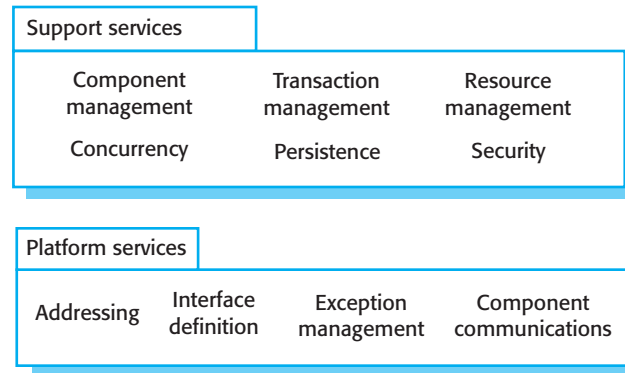 Support services
Component Transaction Resource
management management management
Concurrency Persistence Security
Platform services
Addressing Interface Exception Component
definition management communications